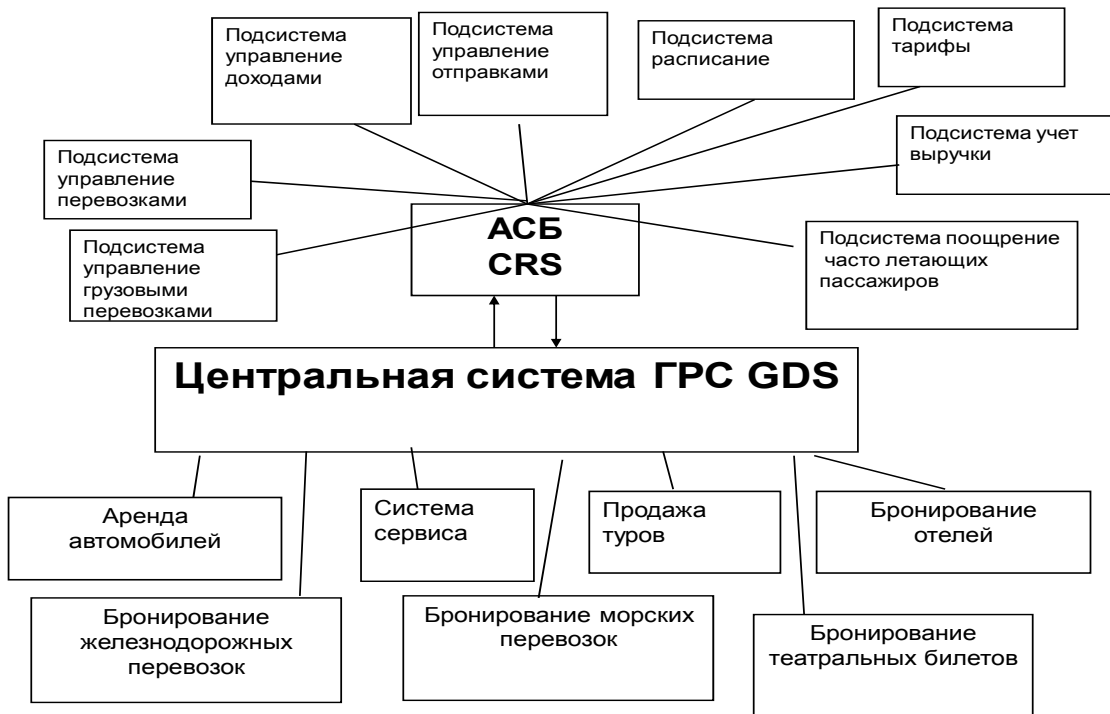 Подсистема
управление
доходами
Подсистема
управление
отправками
Подсистема
расписание
Подсистема
тарифы
Подсистема
управление
перевозками
Подсистема учет
выручки
Подсистема
управление
грузовыми
перевозками
АСБ
CRS
Подсистема поощрение
часто летающих
пассажиров
Центральная система ГРС GDS
Аренда
автомобилей
Система
сервиса
Продажа
туров
Бронирование
отелей
Бронирование
железнодорожных
перевозок
Бронирование морских
перевозок
Бронирование
театральных билетов